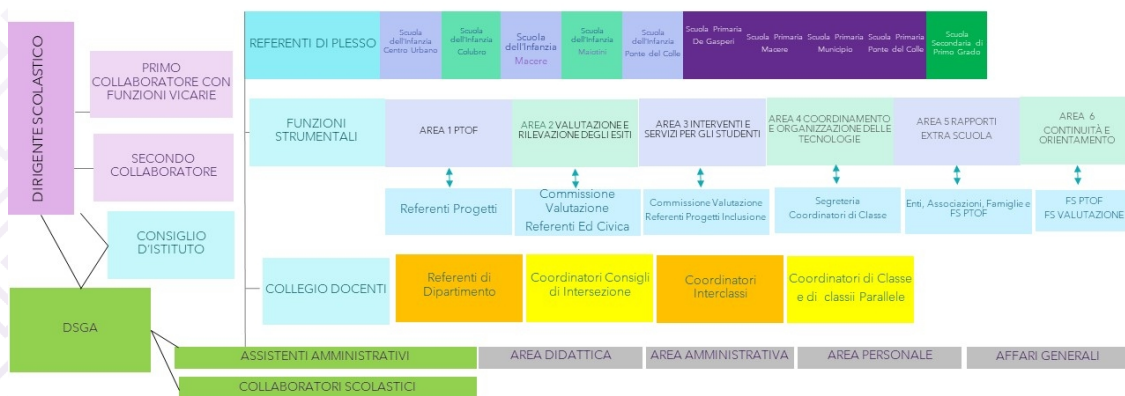 DIRIGENTE SCOLASTICO
PRIMO
COLLABORATORE CON
FUNZIONI VICARIE
SECONDO
COLLABORATORE
CONSIGLIO
D'ISTITUTO
DSGA
REFERENTI DI PLESSO
Scuola
dell'Infanzia
Centro Urbano
Scuola
dell'Infanzia
Colubro
Scuola
dell'Infanzia
Macere
Scuola
dell'Infanzia
Maiotini
Scuola
dell'Infanzia
Ponte del Colle
Scuola Primaria
De Gasperi
Scuola Primaria
Macere
Scuola Primaria
Municipio
Scuola Primaria
Ponte del Colle
Scuola
Secondaria di
Primo Grado
FUNZIONI
STRUMENTALI
AREA 1 PTOF
AREA 2 VALUTAZIONE E
RILEVAZIONE DEGLI ESITI
AREA 3 INTERVENTI E
SERVIZI PER GLI STUDENTI
AREA 4 COORDINAMENTO
E ORGANIZZAZIONE DELLE
TECNOLOGIE
AREA 5 RAPPORTI
EXTRA SCUOLA
AREA 6
CONTINUITÀ E
ORIENTAMENTO
Referenti Progetti
Commissione
Valutazione
Referenti Ed Civica
Commissione Valutazione
Referenti Progetti Inclusione
Segreteria
Coordinatori di Classe
Enti, Associazioni, Famiglie e
FS PTOF
FS PTOF
FS VALUTAZIONE
COLLEGIO DOCENTI
Referenti di
Dipartimento
Coordinatori Consigli
di Intersezione
Coordinatori
Interclassi
Coordinatori di Classe
e di classii Parallele
ASSISTENTI AMMINISTRATIVI
AREA DIDATTICA
AREA AMMINISTRATIVA
AREA PERSONALE
AFFARI GENERALI
COLLABORATORI SCOLASTICI